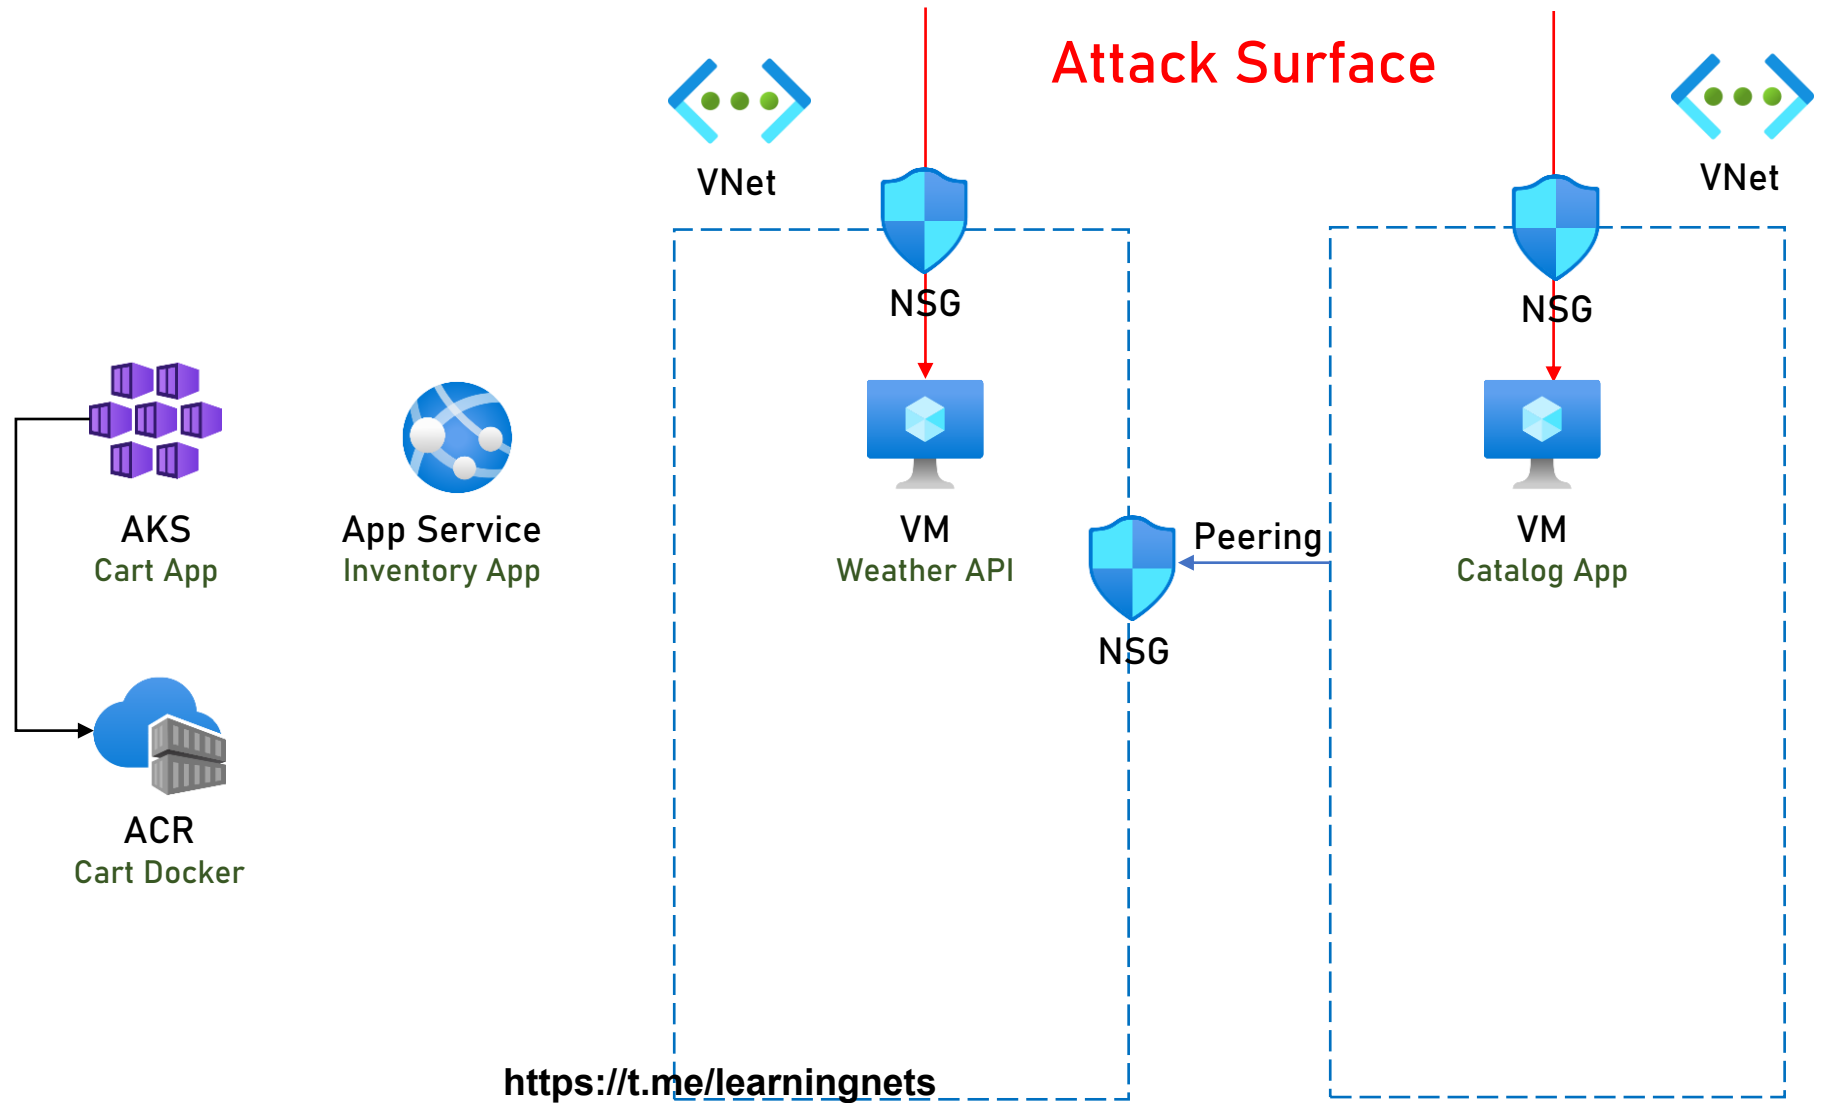 Attack Surface
VNet
VNet
NSG
NSG
AKS
Cart App
App Service
Inventory App
VM
Weather API
Peering
VM
Catalog App
NSG
ACR
Cart Docker
https://t.me/learningnets